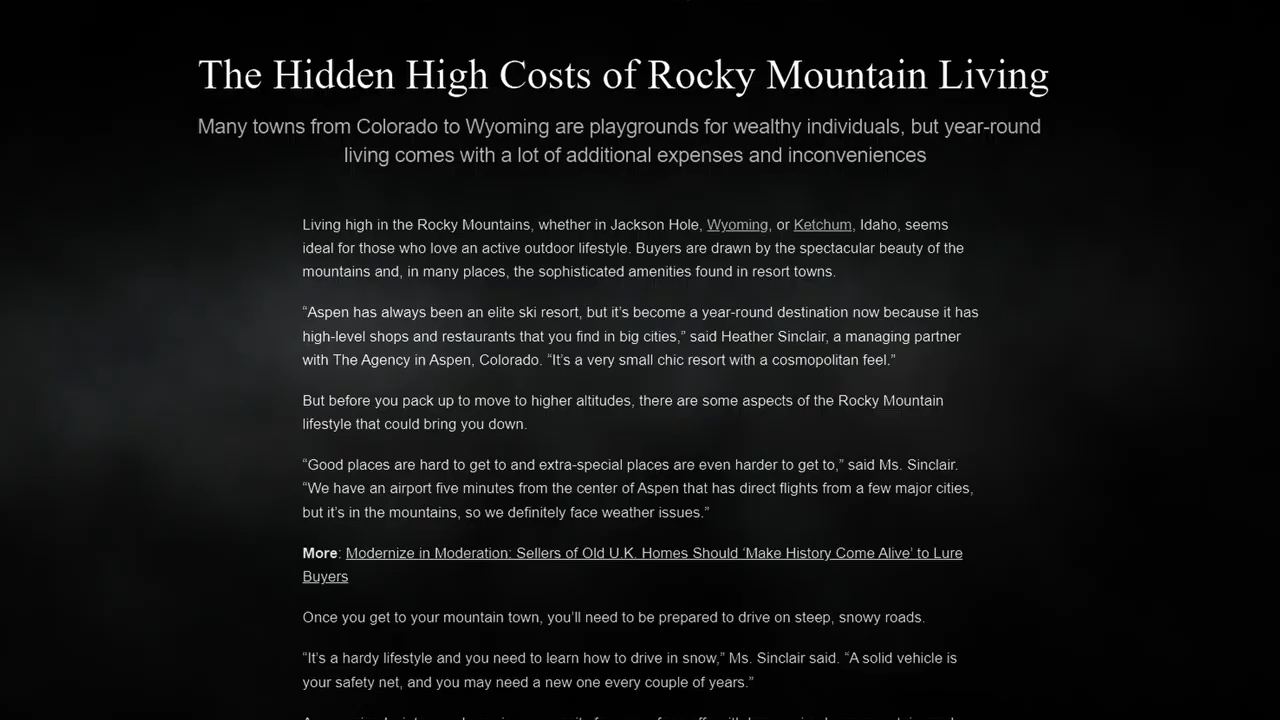 The Hidden High Costs of Rocky Mountain Living
Many towns from Colorado to Wyoming are playgrounds for wealthy individuals, but year-round
living comes with a lot of additional expenses and inconveniences
Living high in the Rocky Mountains, whether in Jackson Hole, Wyoming, or Ketchum, Idaho, seems
ideal for those who love an active outdoor lifestyle. Buyers are drawn by the spectacular beauty of the
mountains and, in many places, the sophisticated amenities found in resort towns.
“Aspen has always been an elite ski resort, but it’s become a year-round destination now because it has
high-level shops and restaurants that you find in big cities,” said Heather Sinclair, a managing partner
with The Agency in Aspen, Colorado. “It’s a very small chic resort with a cosmopolitan feel.”
But before you pack up to move to higher altitudes, there are some aspects of the Rocky Mountain
lifestyle that could bring you down.
“Good places are hard to get to and extra-special places are even harder to get to,” said Ms. Sinclair.
“We have an airport five minutes from the center of Aspen that has direct flights from a few major cities,
but it’s in the mountains, so we definitely face weather issues.”
More: Modernize in Moderation: Sellers of Old U.K. Homes Should ‘Make History Come Alive’ to Lure
Buyers
Once you get to your mountain town, you’ll need to be prepared to drive on steep, snowy roads.
“It’s a hardy lifestyle and you need to learn how to drive in snow,” Ms. Sinclair said. “A solid vehicle is
your safety net, and you may need a new one every couple of years.”